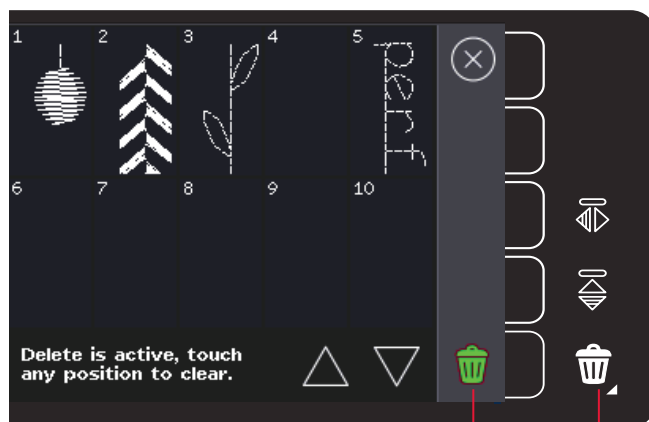 1 2 3 4 5
pert
6 7 8 9 10
Delete is active, touch
any position to clear.